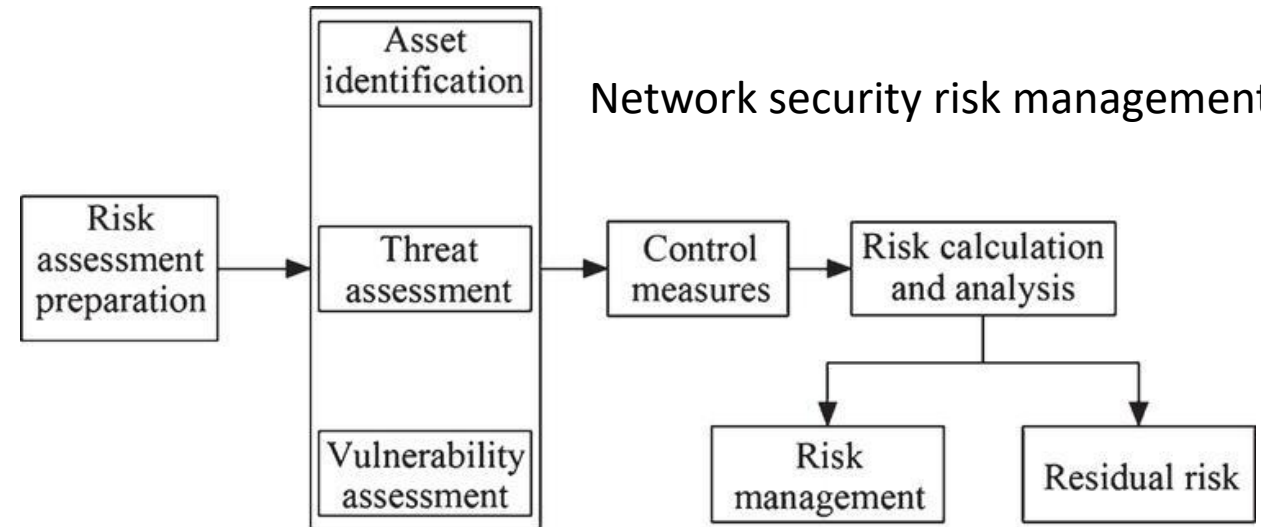 Asset
identification
Network security risk management
Risk
assessment
preparation
Threat
assessment
Control
measures
Risk calculation
and analysis
Vulnerability
assessment
Risk
management
Residual risk